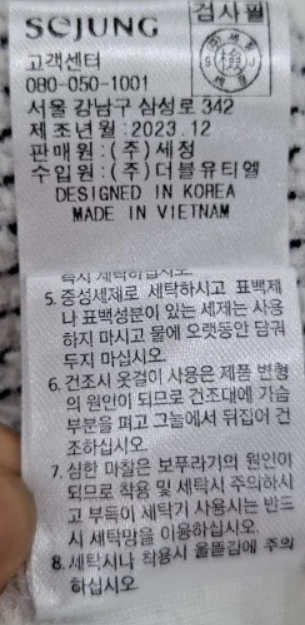 SOJUNG
검사필
고객센터
080-050-1001
서울 강남구 삼성로 342
제조년월:2023.12
판매원:(주)세정
수입원:(주)더블유티엘
DESIGNED IN KOREA
MADE IN VIETNAM
즉시 세탁하십시오.
5. 중성세제로 세탁하시고 표백제
나 표백성분이 있는 세제는 사용
하지 마시고 물에 오랫동안 담궈
두지 마십시오.
6. 건조시 옷걸이 사용은 제품 변형
의 원인이 되므로 건조대에 가슴
부분을 펴고 그늘에서 뒤집어 건
조하십시오.
7. 심한 마찰은 보푸라기의 원인이
되므로 착용 및 세탁시 주의하시
고 부득이 세탁기 사용시는 반드
시 세탁망을 이용하십시오.
8. 세탁시나 착용시 올뜯김에 주의
하십시오